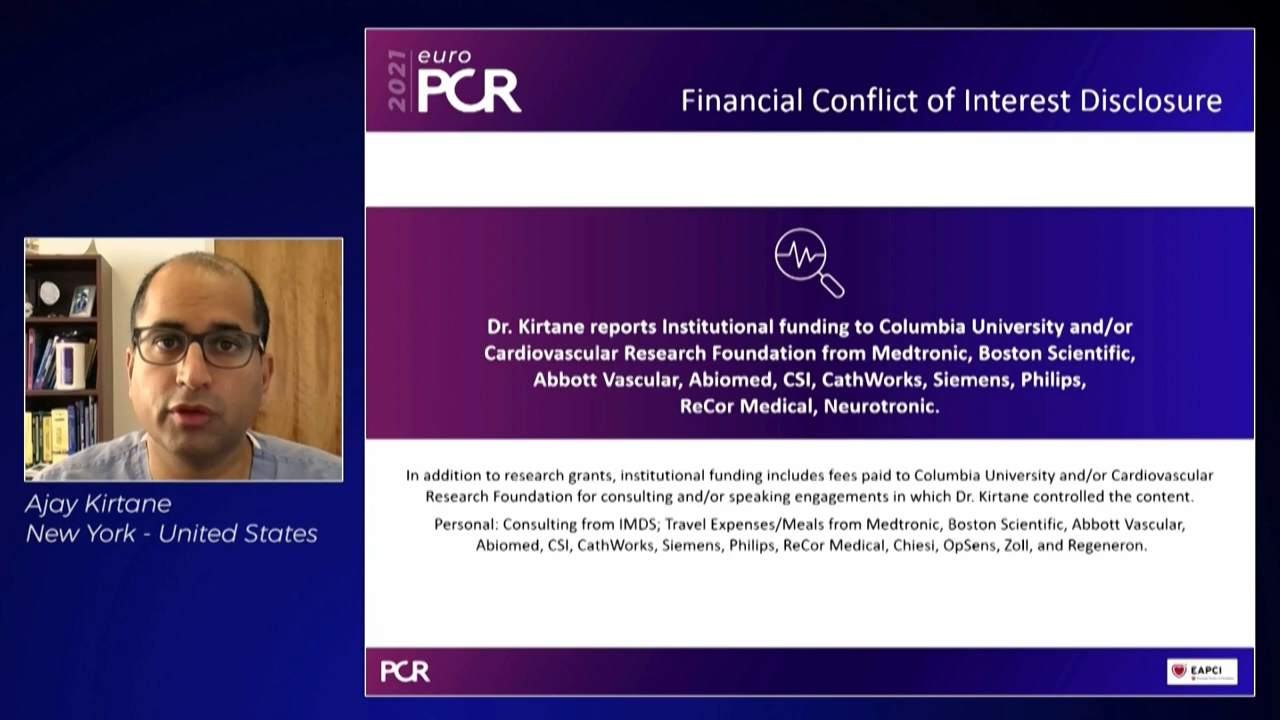 2021
euro
PCR
Financial Conflict of Interest Disclosure
Dr. Kirtane reports Institutional funding to Columbia University and/or
Cardiovascular Research Foundation from Medtronic, Boston Scientific,
Abbott Vascular, Abiomed, CSI, CathWorks, Siemens, Philips,
ReCor Medical, Neurotronic.
In addition to research grants, institutional funding includes fees paid to Columbia University and/or Cardiovascular
Research Foundation for consulting and/or speaking engagements in which Dr. Kirtane controlled the content.
Personal: Consulting from IMDS; Travel Expenses/Meals from Medtronic, Boston Scientific, Abbott Vascular,
Abiomed, CSI, CathWorks, Siemens, Philips, ReCor Medical, Chiesi, OpSens, Zoll, and Regeneron.
Ajay Kirtane
New York - United States
PCR
EAPCI